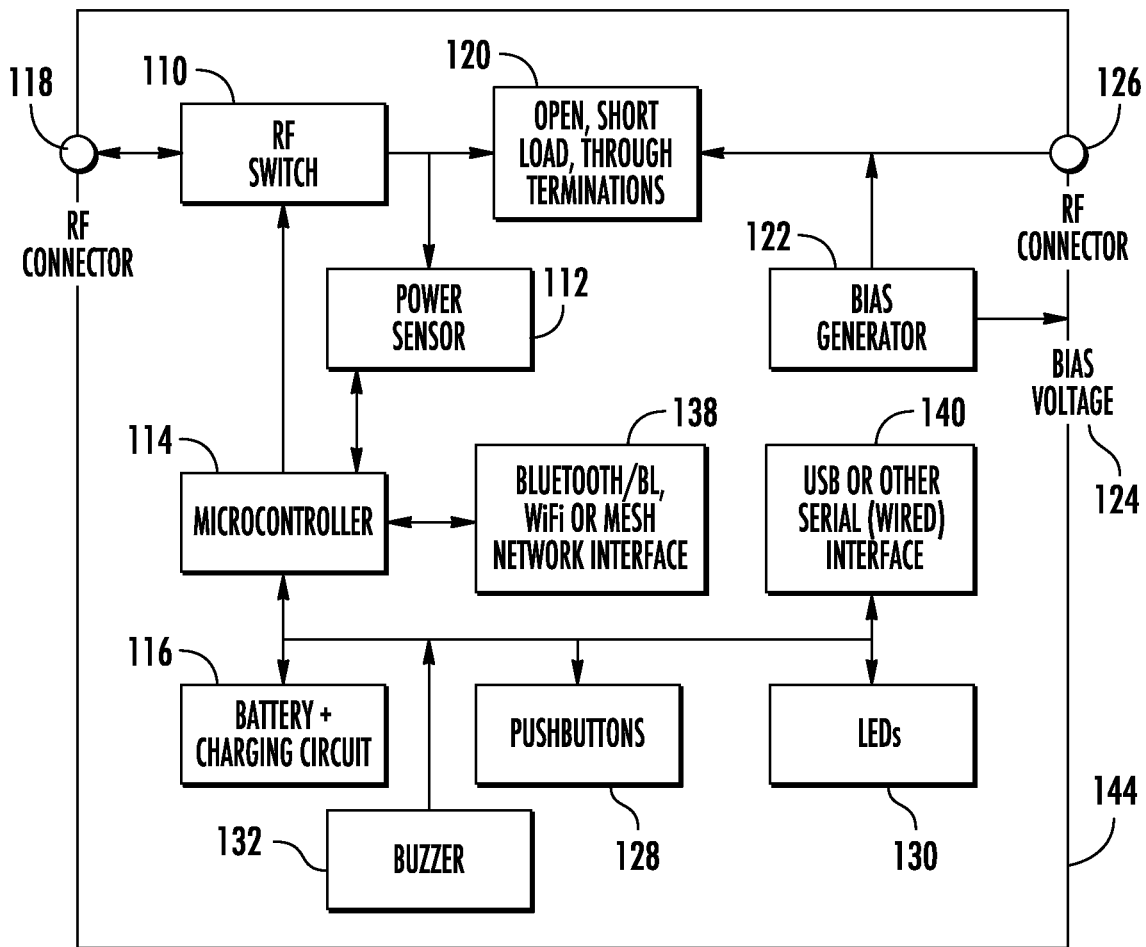 118
110
RF
SWITCH
120
OPEN, SHORT
LOAD, THROUGH
TERMINATIONS
126
RF
CONNECTOR
RF
CONNECTOR
POWER
SENSOR
112
122
BIAS
GENERATOR
BIAS
VOLTAGE
124
114
MICROCONTROLLER
138
BLUETOOTH/BL,
WiFi OR MESH
NETWORK INTERFACE
140
USB OR OTHER
SERIAL (WIRED)
INTERFACE
116
BATTERY +
CHARGING CIRCUIT
PUSHBUTTONS
128
LEDs
130
132
BUZZER
144